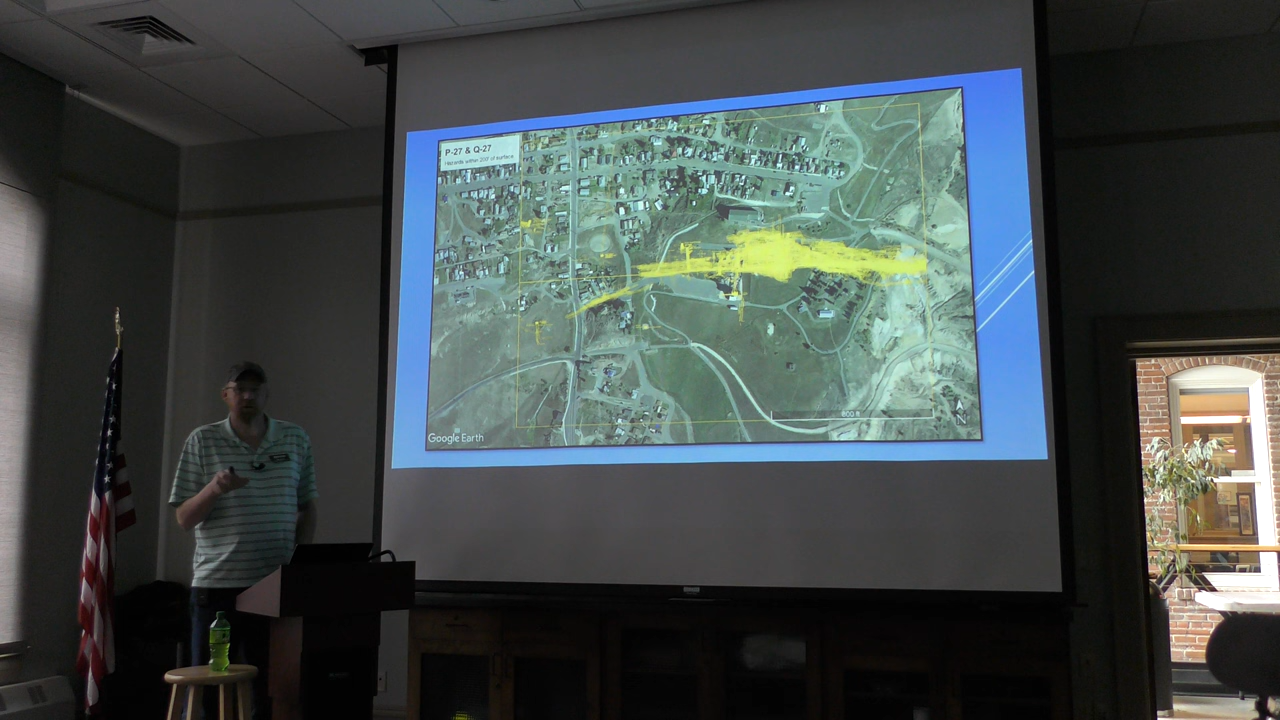 P-27 & Q-27
Hazards within 200' of surface
800 ft
N
Google Earth